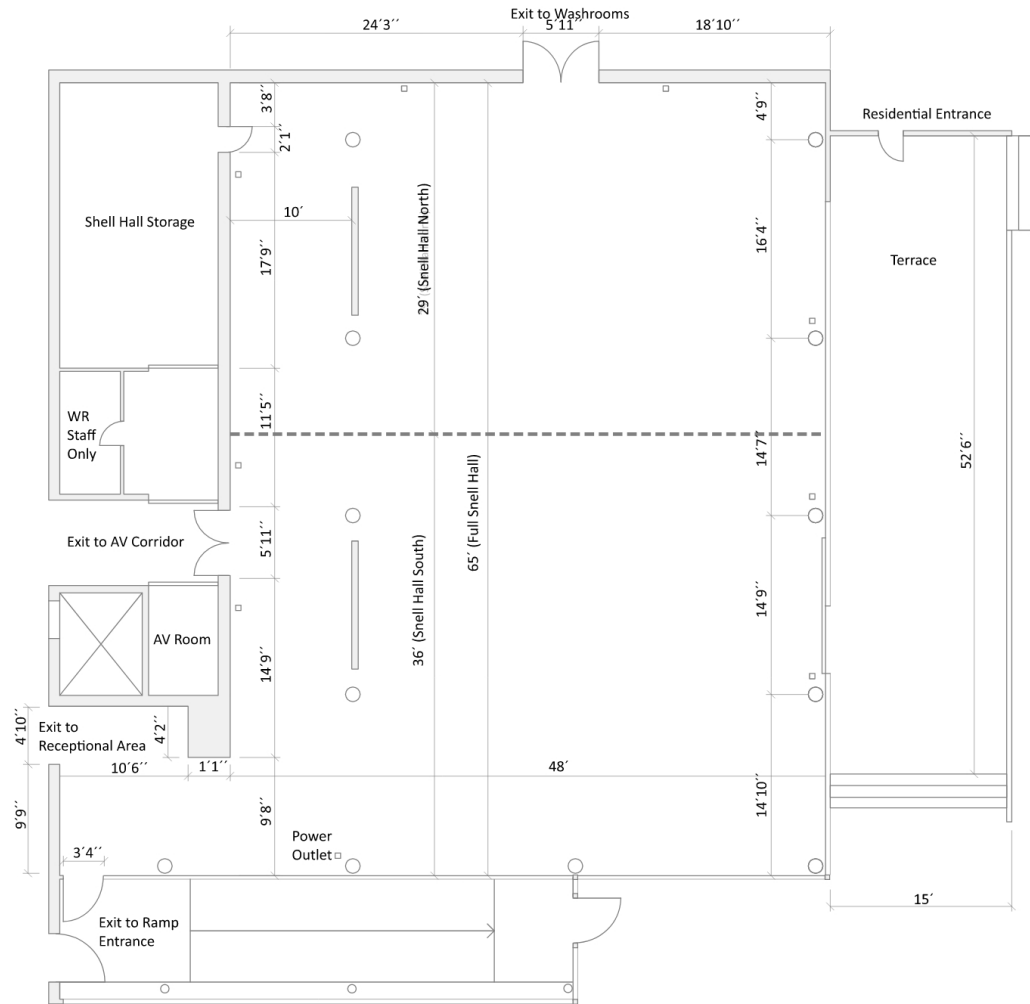 Exit to Washrooms
24´3´´
5´11´´
18´10´´
3´8´´
2´1´´
4´9´´
Residential Entrance
Shell Hall Storage
10´
29´ (Snell Hall North)
17´9´´
16´4´´
Terrace
WR
Staff
Only
11´5´´
14´7´´
52´6´´
65´ (Full Snell Hall)
Exit to AV Corridor
5´11´´
36´ (Snell Hall South)
14´9´´
AV Room
14´9´´
4´10´´
Exit to
Receptional Area
4´2´´
10´6´´
1´1´´
48´
9´9´´
9´8´´
14´10´´
Power
Outlet
3´4´´
15´
Exit to Ramp
Entrance